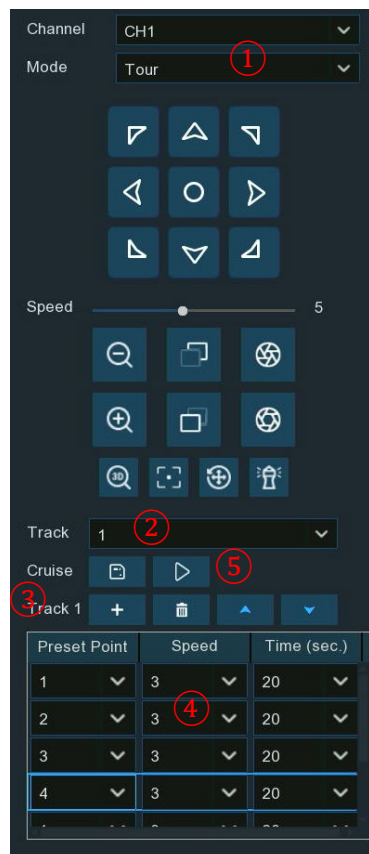 Channel CH1
①
Mode Tour
Speed 5
3D
Track 1 ②
Cruise ⑤
③
Track 1 +
Preset Point Speed Time (sec.)
1 3 20
④
2 3 20
3 3 20
4 3 20